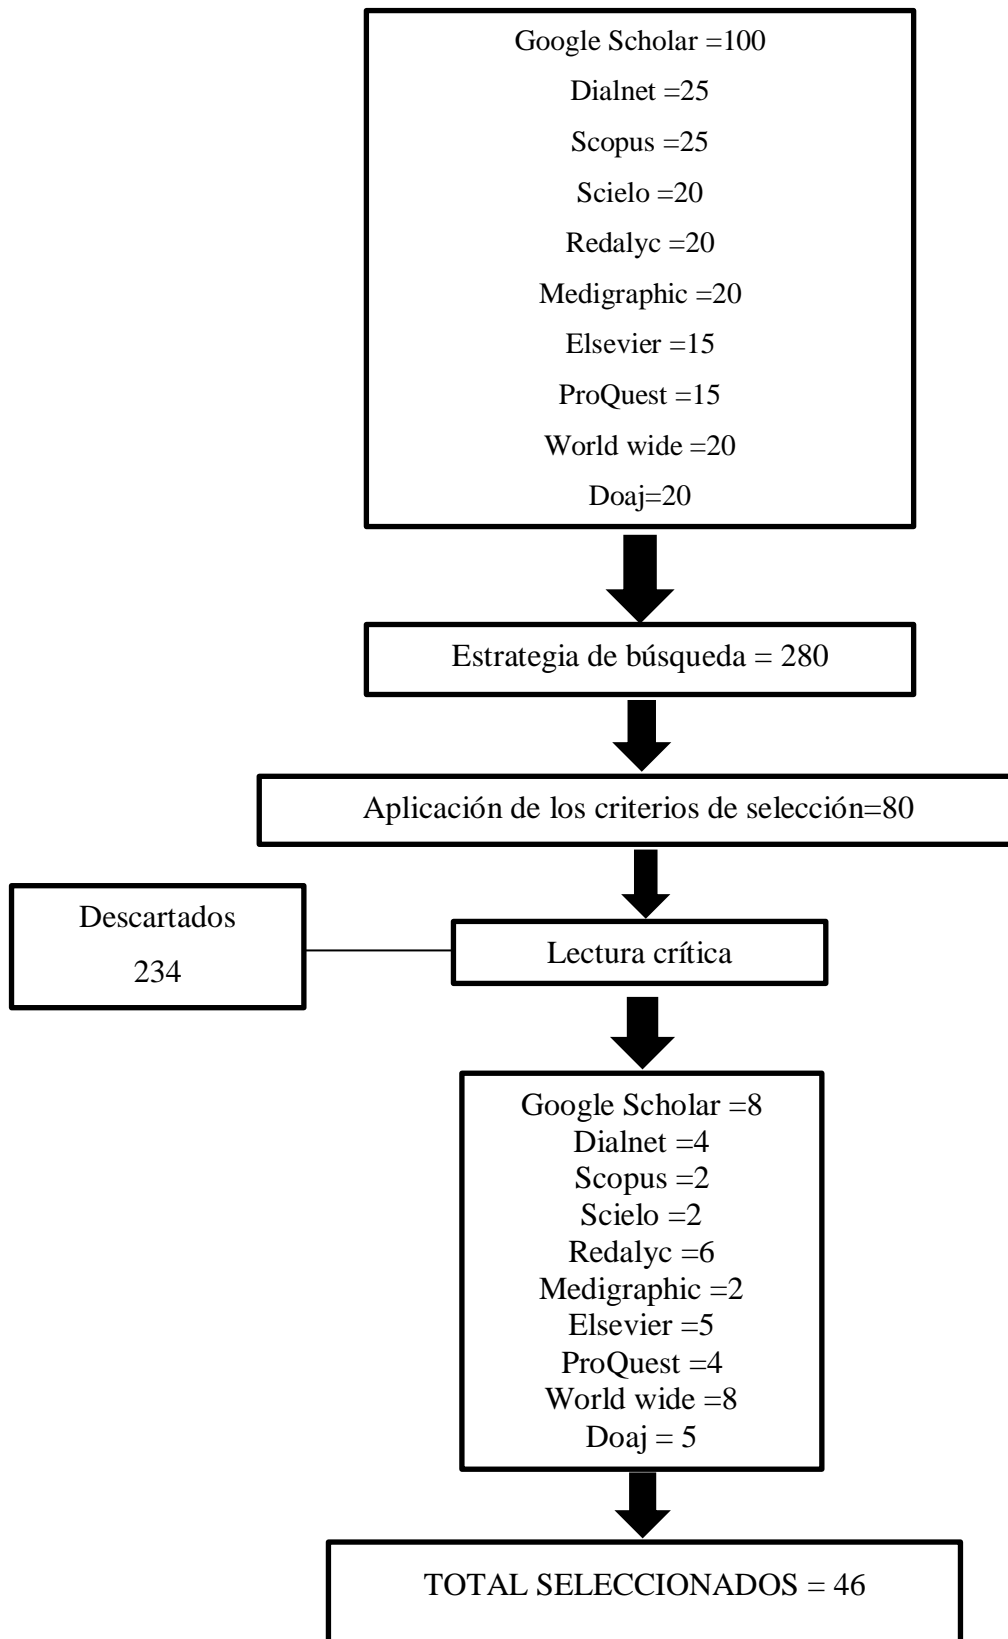 Google Scholar =100
Dialnet =25
Scopus =25
Scielo =20
Redalyc =20
Medigraphic =20
Elsevier =15
ProQuest =15
World wide =20
Doaj=20
Estrategia de búsqueda = 280
Aplicación de los criterios de selección=80
Descartados
234
Lectura crítica
Google Scholar =8
Dialnet =4
Scopus =2
Scielo =2
Redalyc =6
Medigraphic =2
Elsevier =5
ProQuest =4
World wide =8
Doaj = 5
TOTAL SELECCIONADOS = 46